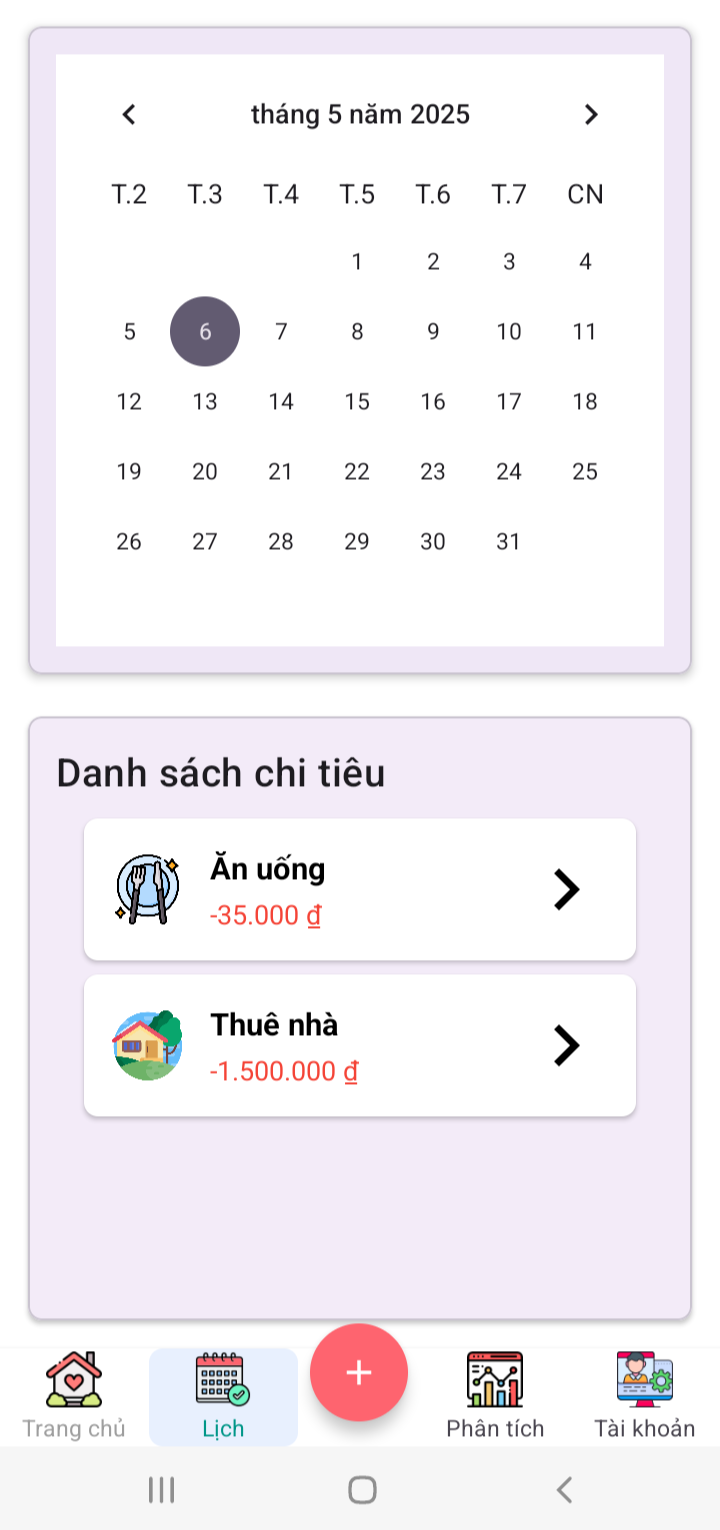 tháng 5 năm 2025
T.2 T.3 T.4 T.5 T.6 T.7 CN
1 2 3 4
5 6 7 8 9 10 11
12 13 14 15 16 17 18
19 20 21 22 23 24 25
26 27 28 29 30 31
Danh sách chi tiêu
Ăn uống
-35.000 ₫
Thuê nhà
-1.500.000 ₫
+
Trang chủ Lịch Phân tích Tài khoản